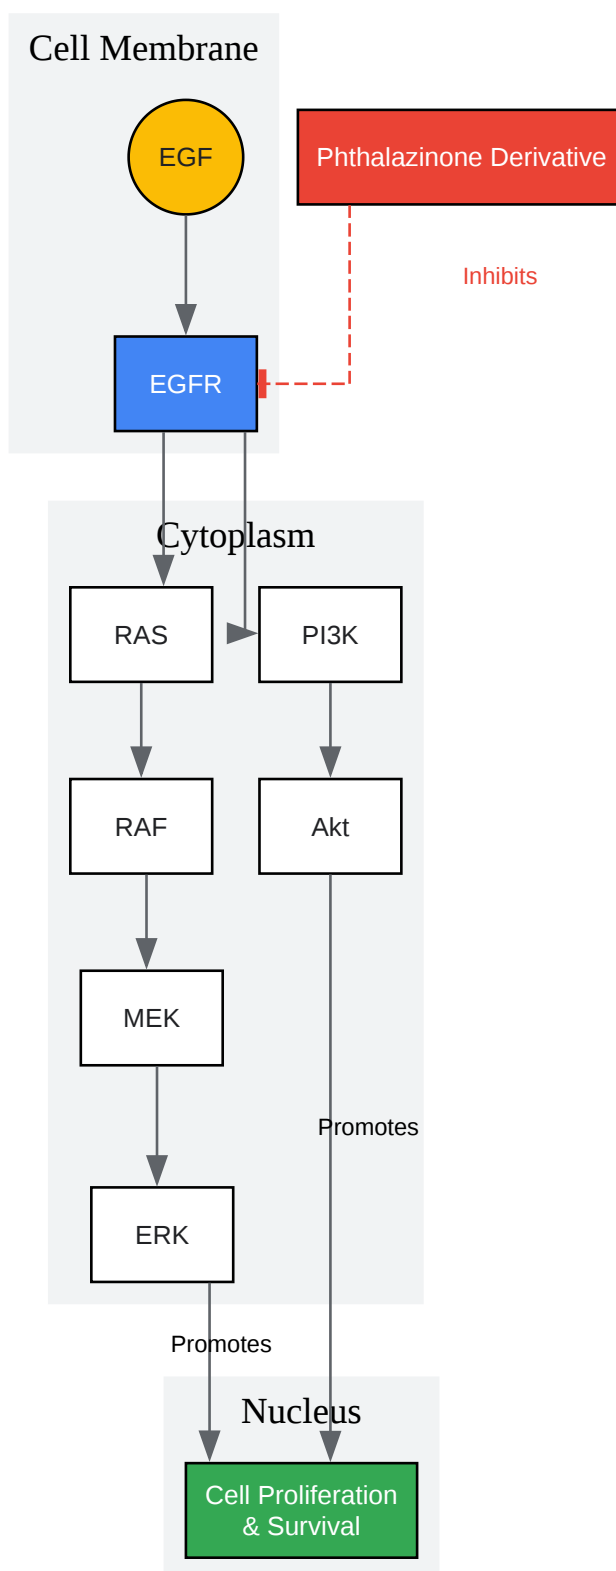 Cell Membrane
EGF
Phthalazinone Derivative
Inhibits
EGFR
Cytoplasm
RAS
PI3K
RAF
Akt
MEK
Promotes
ERK
Promotes
Nucleus
Cell Proliferation
& Survival